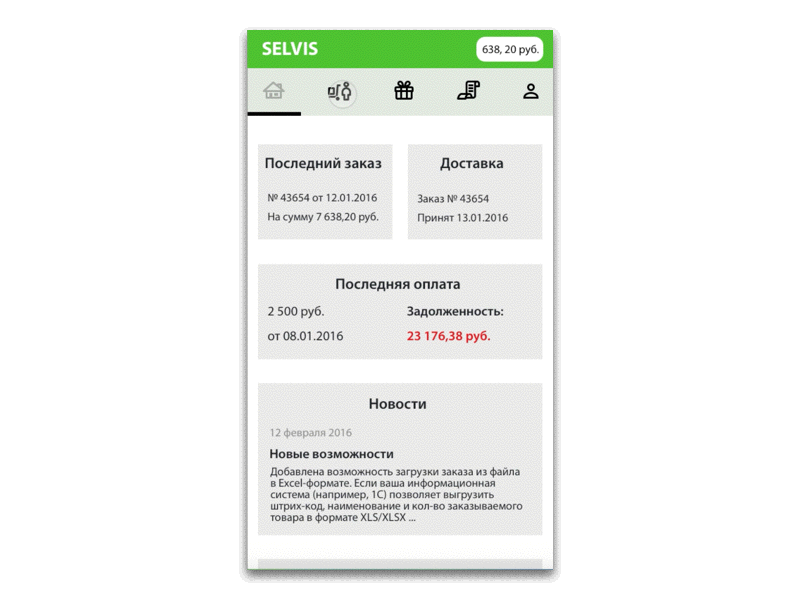 SELVIS
638, 20 руб.
Последний заказ
№ 43654 от 12.01.2016
На сумму 7 638,20 руб.
Доставка
Заказ № 43654
Принят 13.01.2016
Последняя оплата
2 500 руб.
от 08.01.2016
Задолженность:
23 176,38 руб.
Новости
12 февраля 2016
Новые возможности
Добавлена возможность загрузки заказа из файла
в Excel-формате. Если ваша информационная
система (например, 1С) позволяет выгрузить
штрих-код, наименование и кол-во заказываемого
товара в формате XLS/XLSX ...